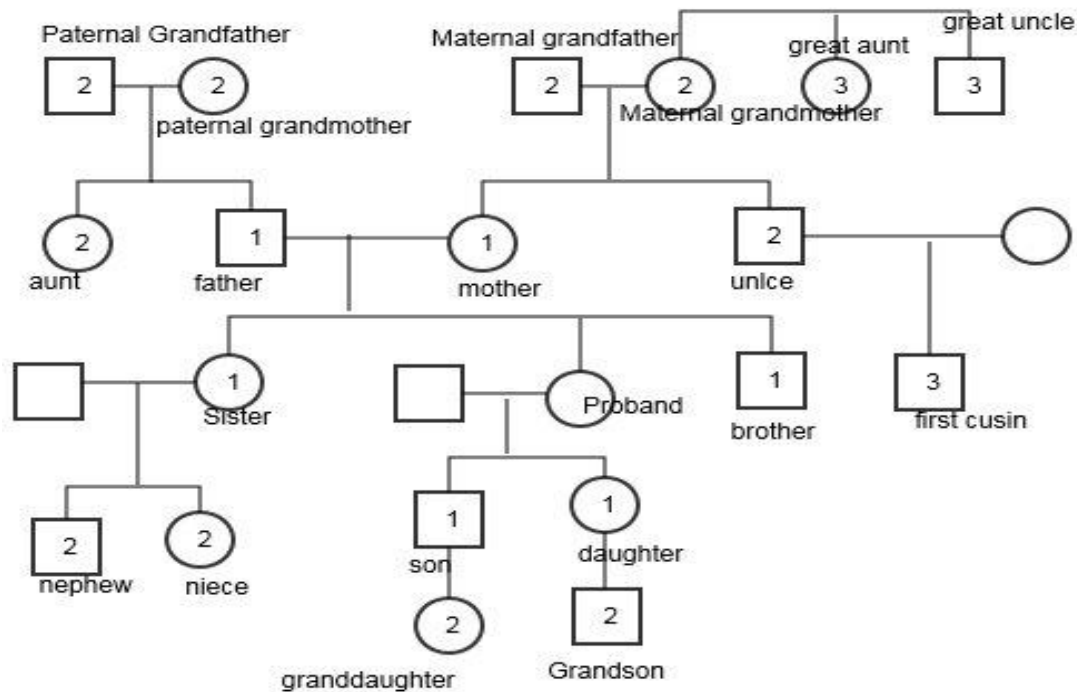 great uncle
Paternal Grandfather
Maternal grandfather
great aunt
2
2
2
2
3
3
paternal grandmother
Maternal grandmother
2
1
1
2
aunt
father
mother
unlce
1
Proband
1
3
Sister
brother
first cusin
1
1
2
2
son
daughter
nephew
niece
2
2
granddaughter
Grandson